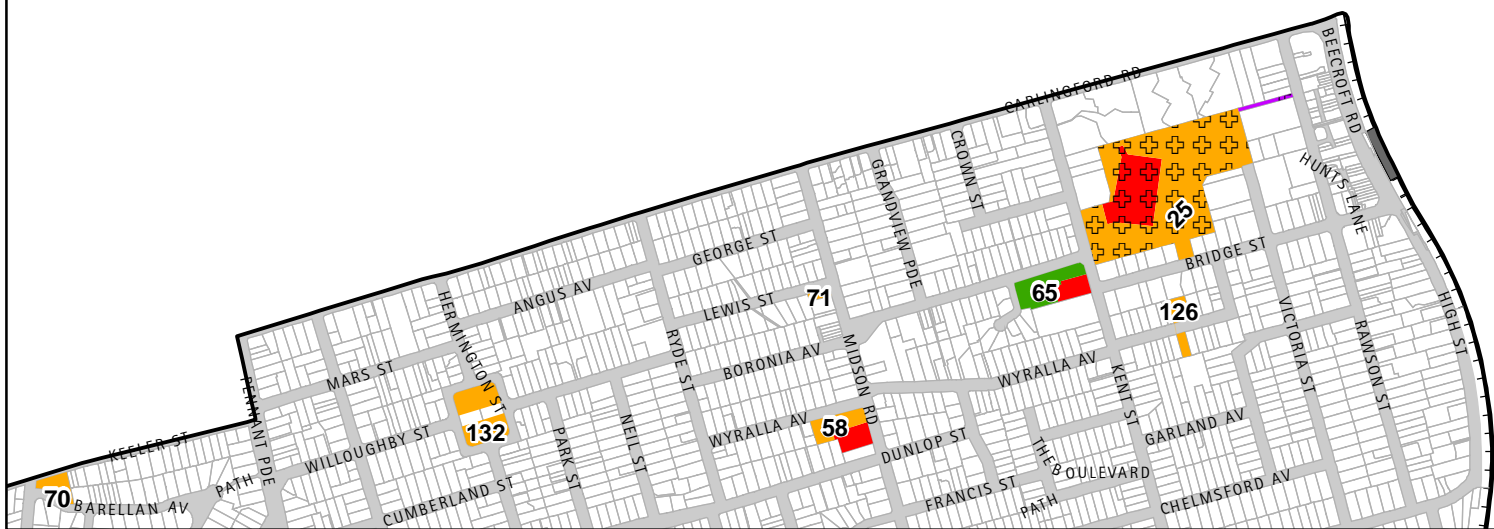 BEECROFT RD
CARLINGFORD RD
CROWN ST
GRANDVIEW PDE
HUNTS LANE
25
GEORGE ST
BRIDGE ST
HERMINGTON ST
ANGUS AV
LEWIS ST
71
65
126
HIGH ST
VICTORIA ST
RAWSON ST
MARS ST
RYDE ST
BORONIA AV
MIDSON RD
WYRALLA AV
KENT ST
PENNANT PDE
KEELER ST
WILLOUGHBY ST
132
PARK ST
NEIL ST
WYRALLA AV
58
DUNLOP ST
GARLAND AV
THE BOULEVARD
70
BARELLAN AV
PATH
CUMBERLAND ST
FRANCIS ST
PATH
CHELMSFORD AV